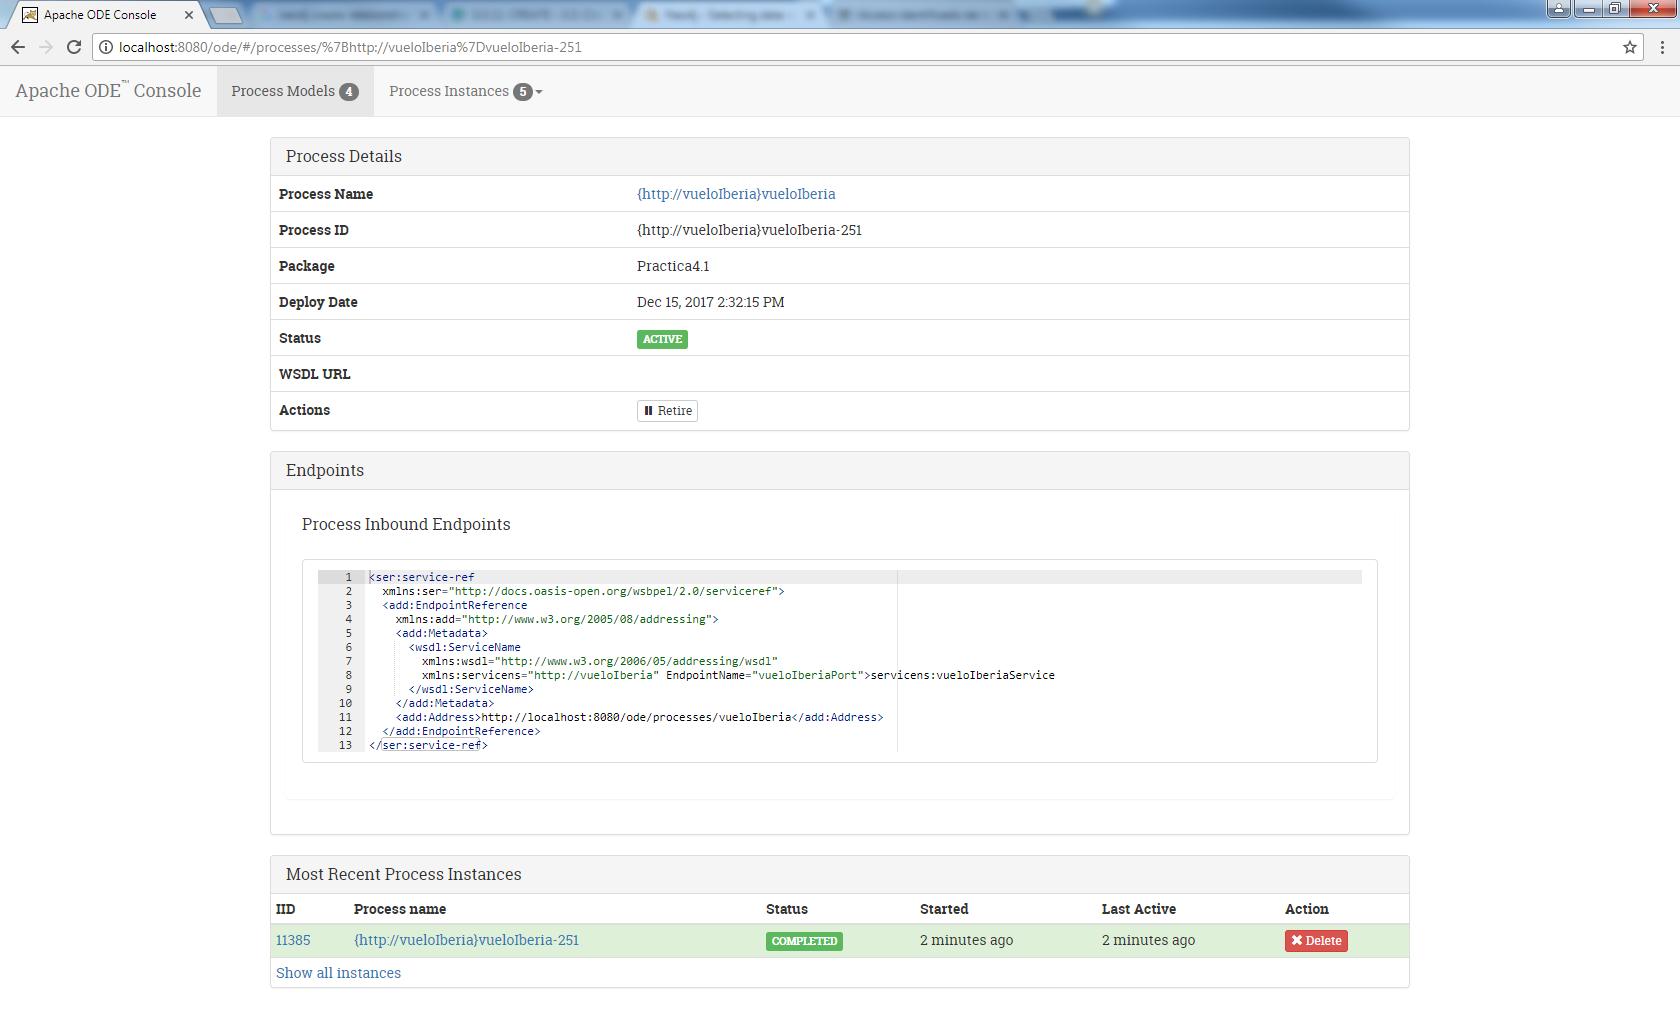 Apache ODE Console
localhost:8080/ode/#/processes/%7Bhttp://vueloIberia%7DvueloIberia-251
Apache ODE™ Console Process Models 4 Process Instances 5
Process Details
Process Name {http://vueloIberia}vueloIberia
Process ID {http://vueloIberia}vueloIberia-251
Package Practica4.1
Deploy Date Dec 15, 2017 2:32:15 PM
Status ACTIVE
WSDL URL
Actions Retire
Endpoints
Process Inbound Endpoints
1 <ser:service-ref
2 xmlns:ser="http://docs.oasis-open.org/wsbpel/2.0/serviceref">
3 <add:EndpointReference
4 xmlns:add="http://www.w3.org/2005/08/addressing">
5 <add:Metadata>
6 <wsdl:ServiceName
7 xmlns:wsdl="http://www.w3.org/2006/05/addressing/wsdl"
8 xmlns:servicens="http://vueloIberia" EndpointName="vueloIberiaPort">servicens:vueloIberiaService
9 </wsdl:ServiceName>
10 </add:Metadata>
11 <add:Address>http://localhost:8080/ode/processes/vueloIberia</add:Address>
12 </add:EndpointReference>
13 </ser:service-ref>
Most Recent Process Instances
IID Process name Status Started Last Active Action
11385 {http://vueloIberia}vueloIberia-251 COMPLETED 2 minutes ago 2 minutes ago Delete
Show all instances